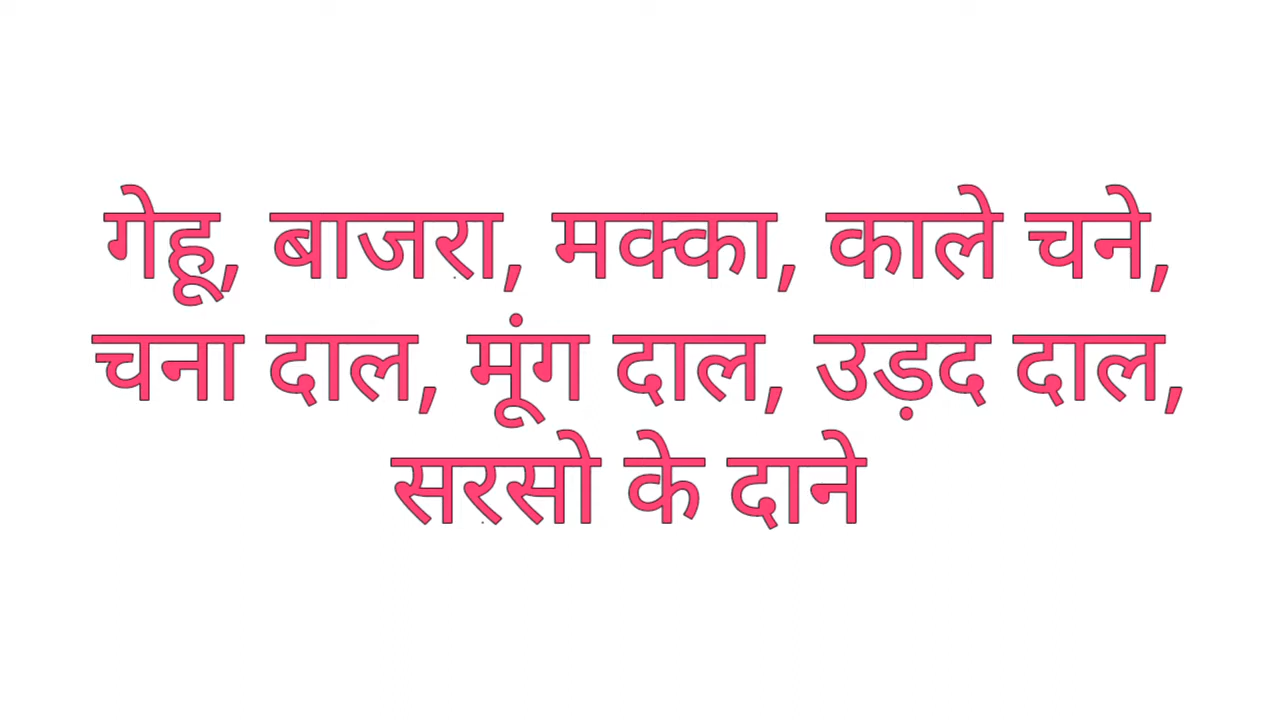 गेहू, बाजरा, मक्का, काले चने,
चना दाल, मूंग दाल, उड़द दाल,
सरसो के दाने